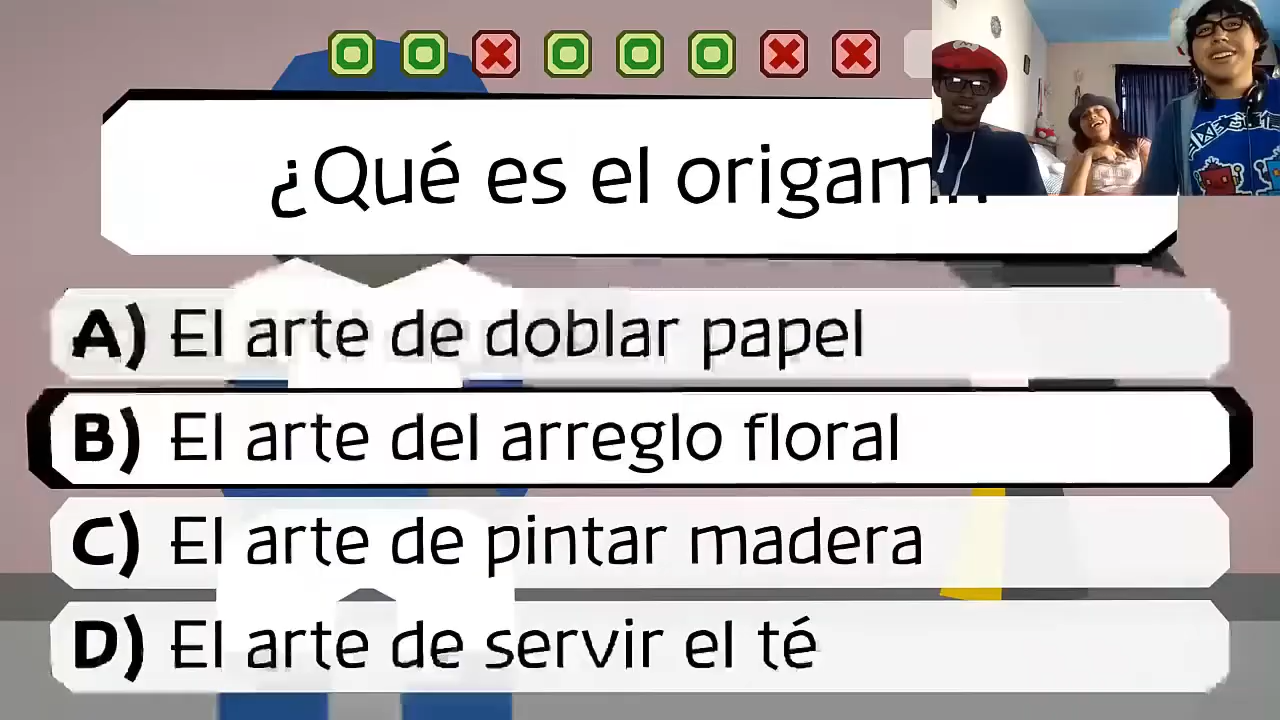 ¿Qué es el origam
A) El arte de doblar papel
B) El arte del arreglo floral
C) El arte de pintar madera
D) El arte de servir el té